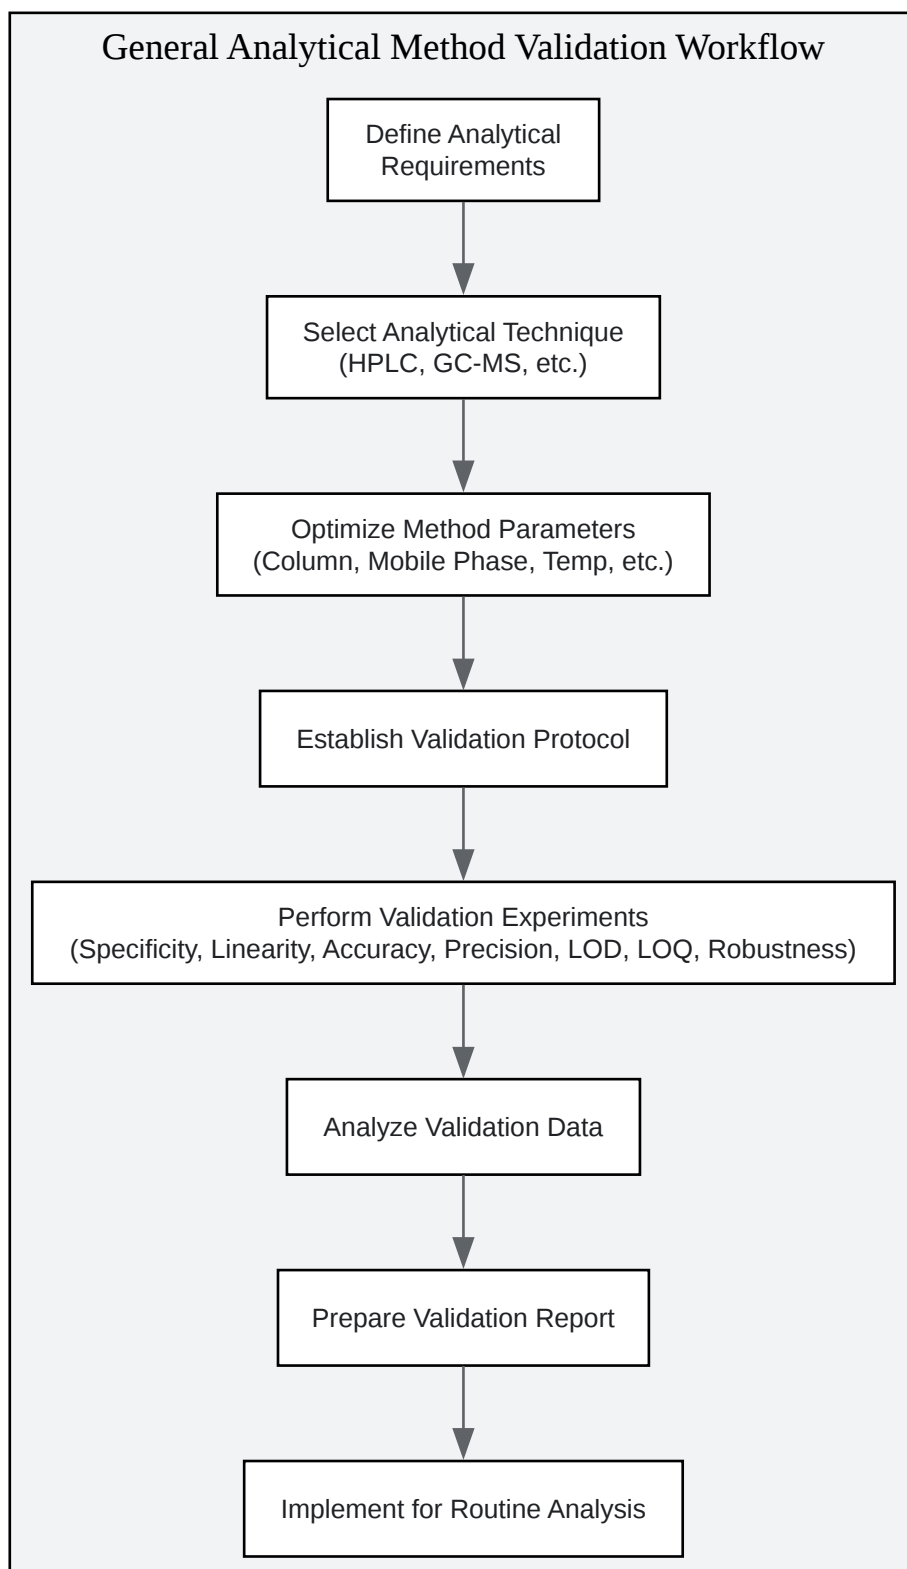 General Analytical Method Validation Workflow
Define Analytical
Requirements
Select Analytical Technique
(HPLC, GC-MS, etc.)
Optimize Method Parameters
(Column, Mobile Phase, Temp, etc.)
Establish Validation Protocol
Perform Validation Experiments
(Specificity, Linearity, Accuracy, Precision, LOD, LOQ, Robustness)
Analyze Validation Data
Prepare Validation Report
Implement for Routine Analysis